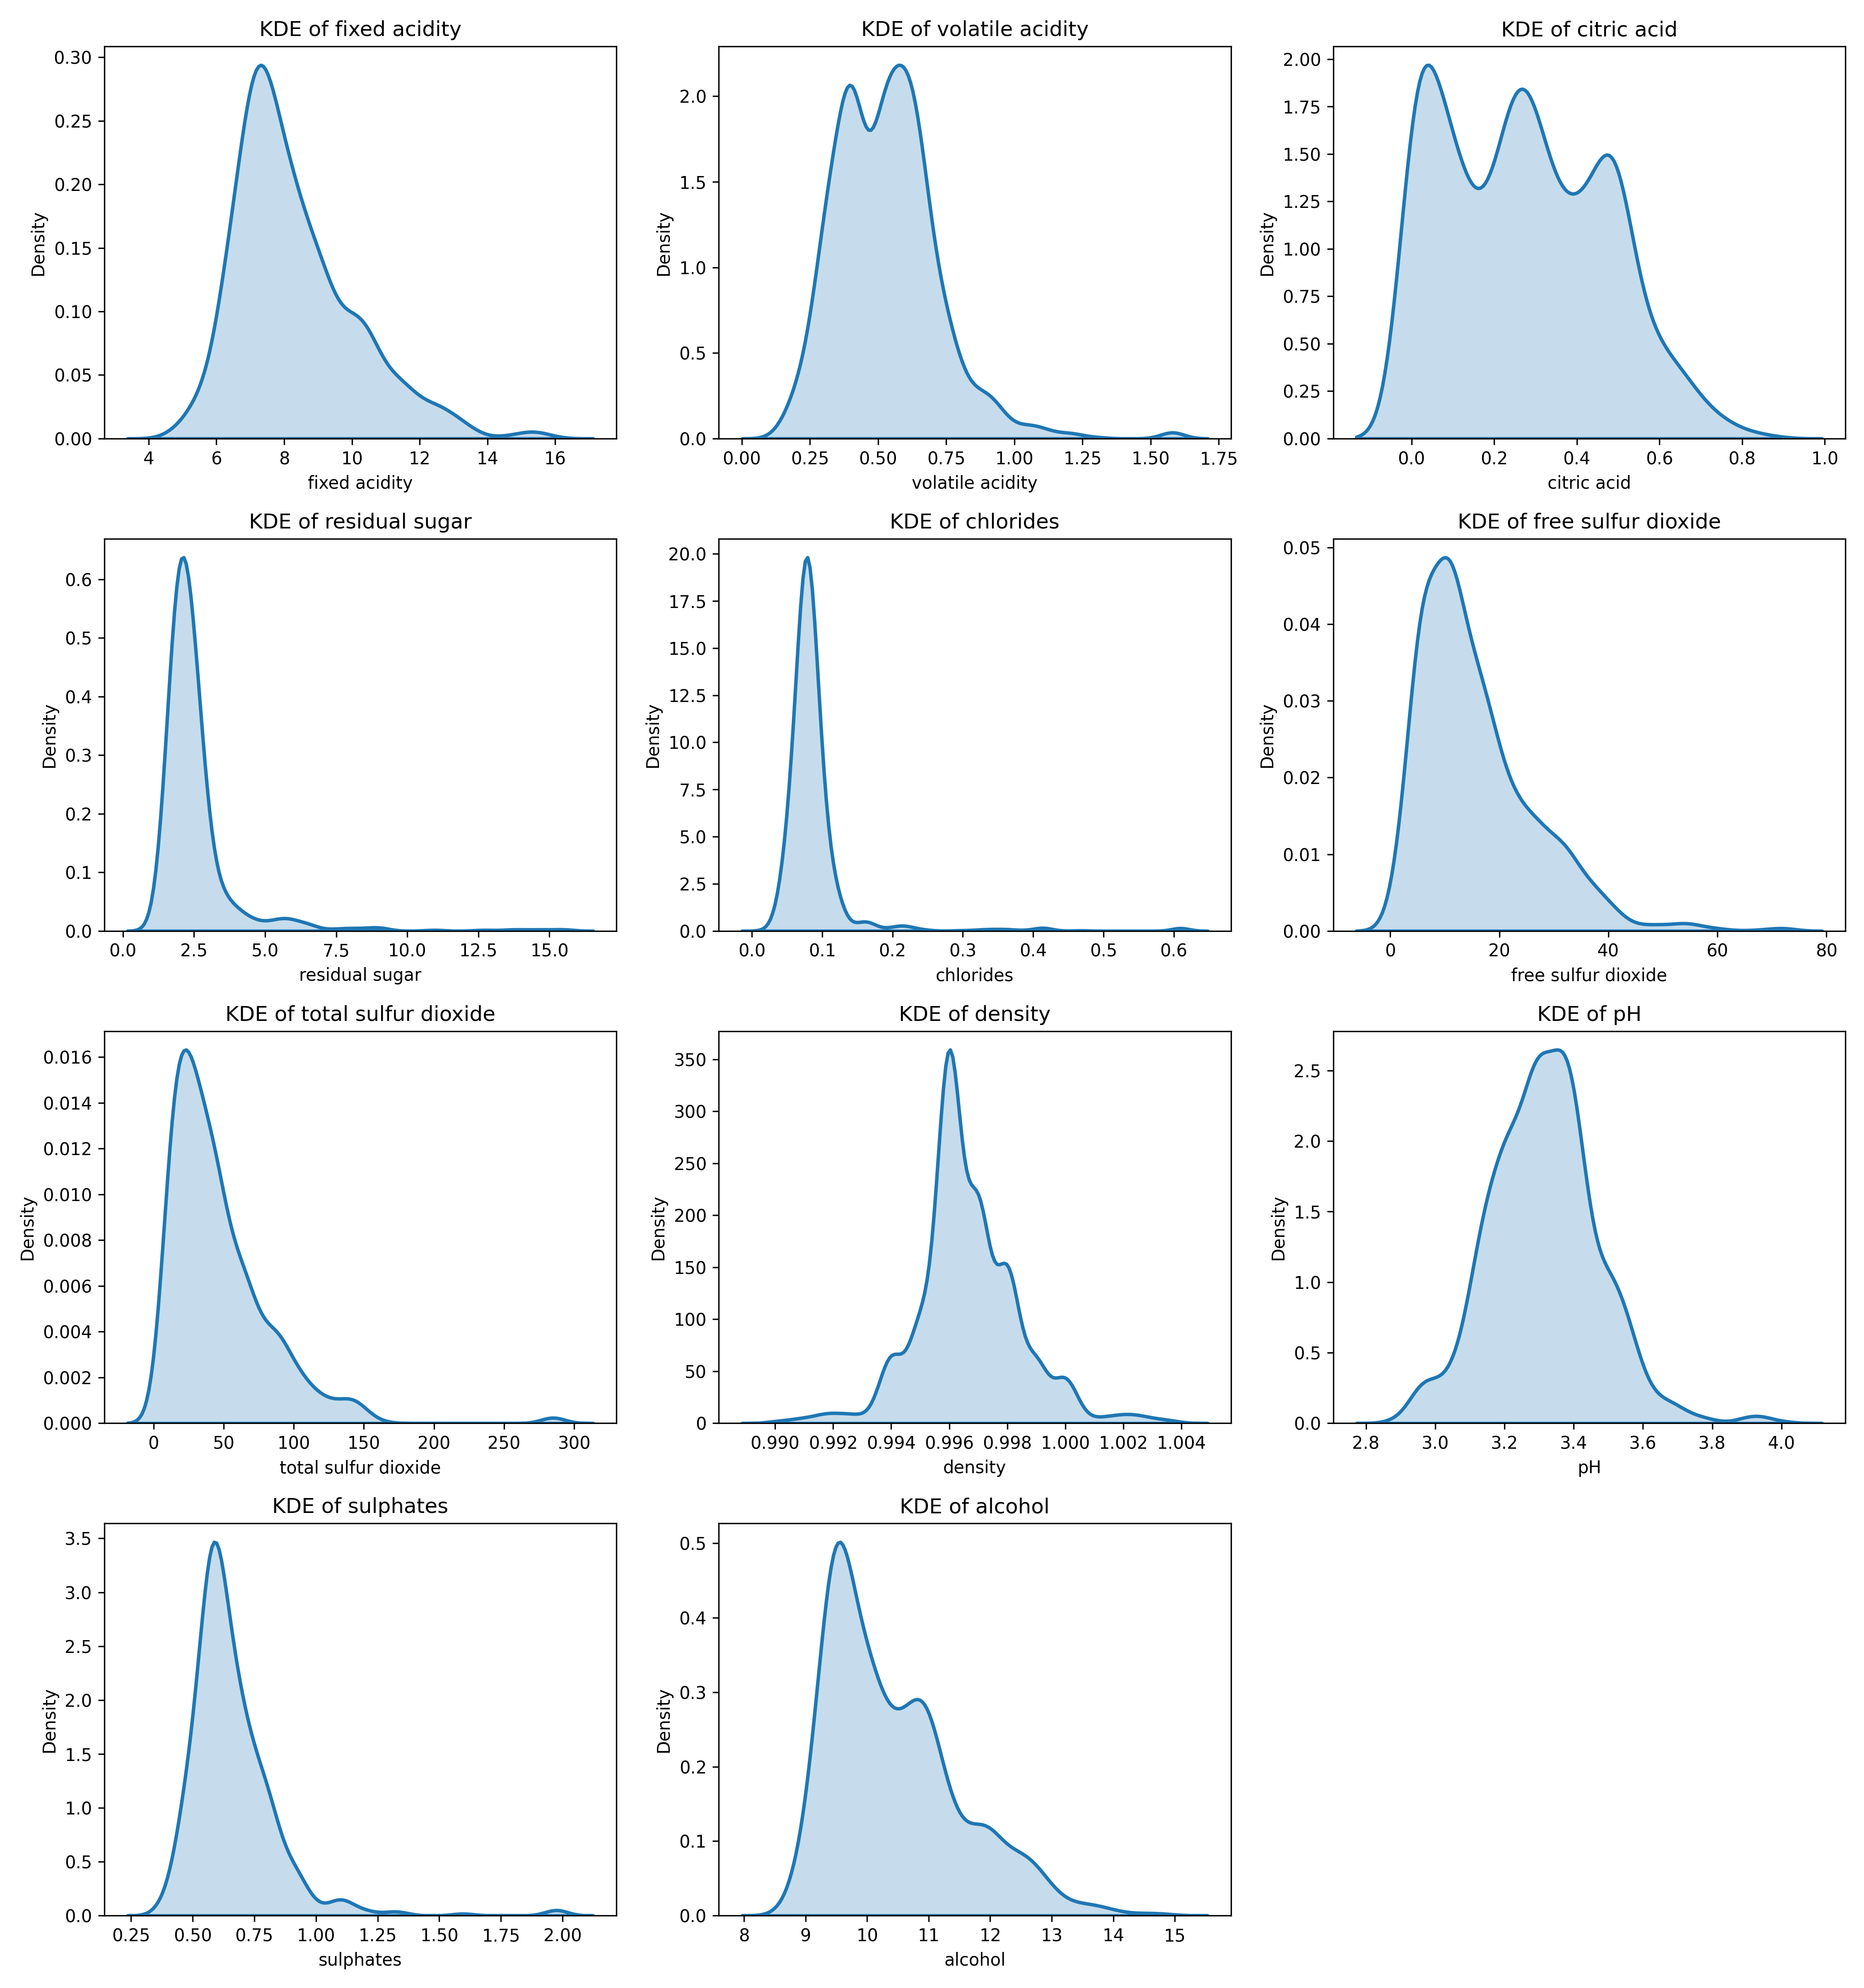 KDE of fixed acidity
Density
0.30
0.25
0.20
0.15
0.10
0.05
0.00
4 6 8 10 12 14 16
fixed acidity
KDE of volatile acidity
Density
2.0
1.5
1.0
0.5
0.0
0.00 0.25 0.50 0.75 1.00 1.25 1.50 1.75
volatile acidity
KDE of citric acid
Density
2.00
1.75
1.50
1.25
1.00
0.75
0.50
0.25
0.00
0.0 0.2 0.4 0.6 0.8 1.0
citric acid
KDE of residual sugar
Density
0.6
0.5
0.4
0.3
0.2
0.1
0.0
0.0 2.5 5.0 7.5 10.0 12.5 15.0
residual sugar
KDE of chlorides
Density
20.0
17.5
15.0
12.5
10.0
7.5
5.0
2.5
0.0
0.0 0.1 0.2 0.3 0.4 0.5 0.6
chlorides
KDE of free sulfur dioxide
Density
0.05
0.04
0.03
0.02
0.01
0.00
0 20 40 60 80
free sulfur dioxide
KDE of total sulfur dioxide
Density
0.016
0.014
0.012
0.010
0.008
0.006
0.004
0.002
0.000
0 50 100 150 200 250 300
total sulfur dioxide
KDE of density
Density
350
300
250
200
150
100
50
0
0.990 0.992 0.994 0.996 0.998 1.000 1.002 1.004
density
KDE of pH
Density
2.5
2.0
1.5
1.0
0.5
0.0
2.8 3.0 3.2 3.4 3.6 3.8 4.0
pH
KDE of sulphates
Density
3.5
3.0
2.5
2.0
1.5
1.0
0.5
0.0
0.25 0.50 0.75 1.00 1.25 1.50 1.75 2.00
sulphates
KDE of alcohol
Density
0.5
0.4
0.3
0.2
0.1
0.0
8 9 10 11 12 13 14 15
alcohol